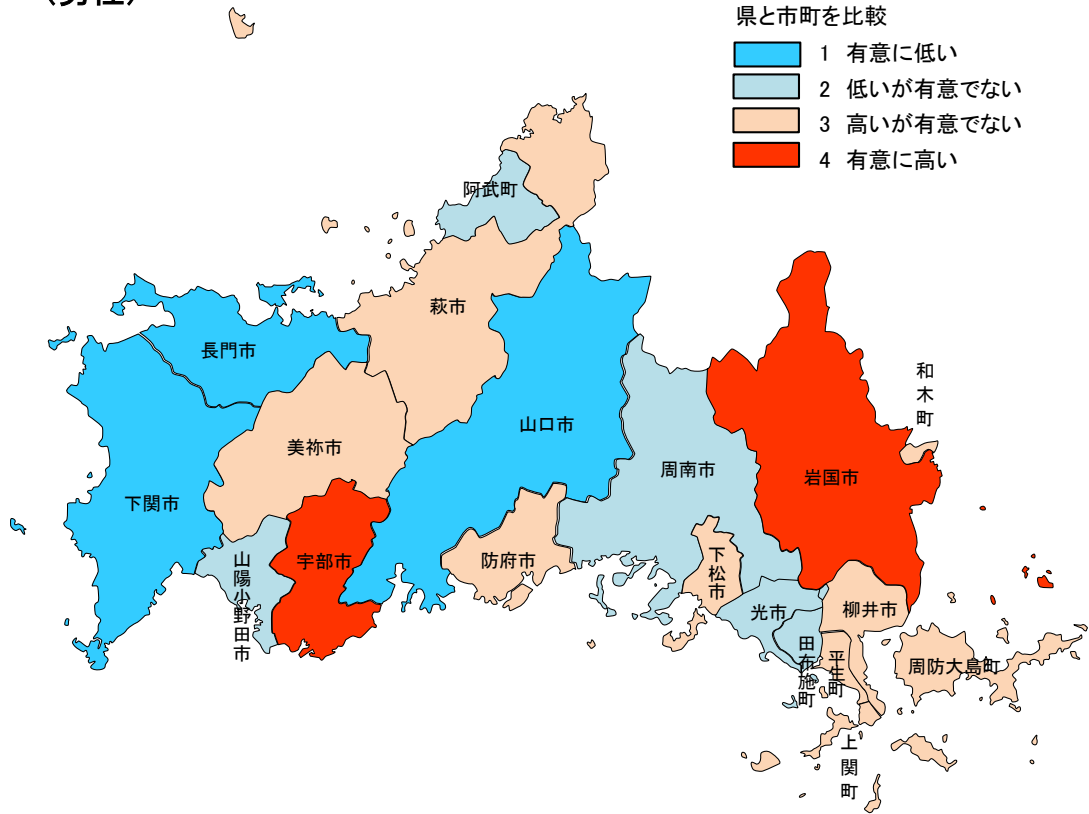 (男性)
県と市町を比較
1 有意に低い
2 低いが有意でない
3 高いが有意でない
4 有意に高い
阿武町
萩市
長門市
和木町
山口市
美祢市
周南市
岩国市
下関市
宇部市
防府市
山陽小野田市
下松市
光市
柳井市
田布施町
平生町
周防大島町
上関町